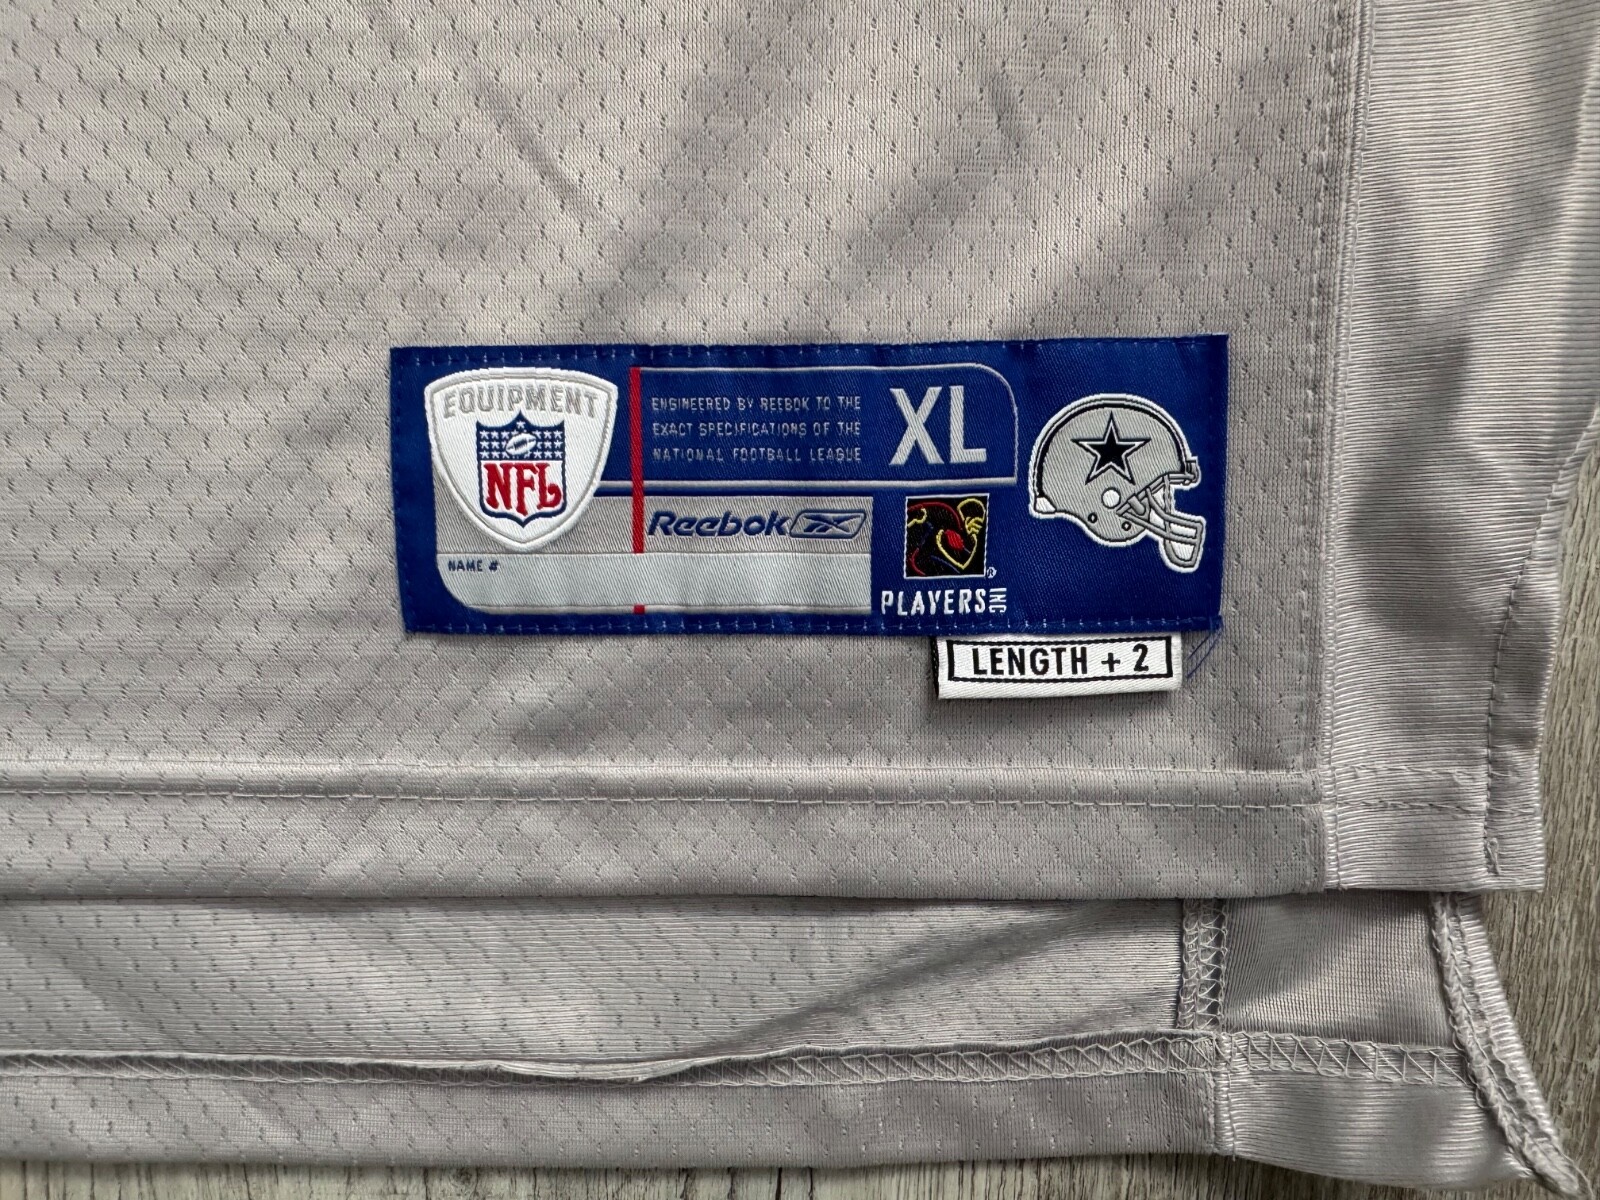 EQUIPMENT
NFL
ENGINEERED BY REEBOK TO THE
EXACT SPECIFICATIONS OF THE
NATIONAL FOOTBALL LEAGUE
XL
Reebok
NAME #
®
PLAYERS INC
LENGTH + 2